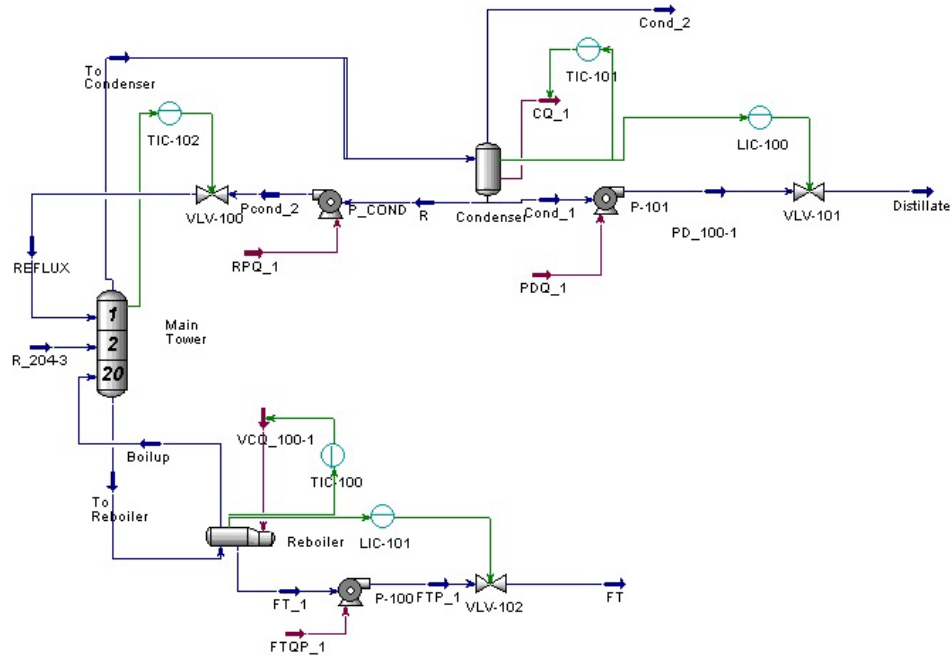 Cond_2
To
Condenser
TIC-101
CQ_1
TIC-102
LIC-100
Pcond_2
P_COND
R
Condenser
Cond_1
P-101
VLV-100
VLV-101
Distillate
PD_100-1
REFLUX
RPQ_1
PDQ_1
1
Main
Tower
2
R_204-3
20
VCQ_100-1
Boilup
TIC-100
To
Reboiler
Reboiler
LIC-101
FT_1
P-100
FTP_1
VLV-102
FT
FTQP_1